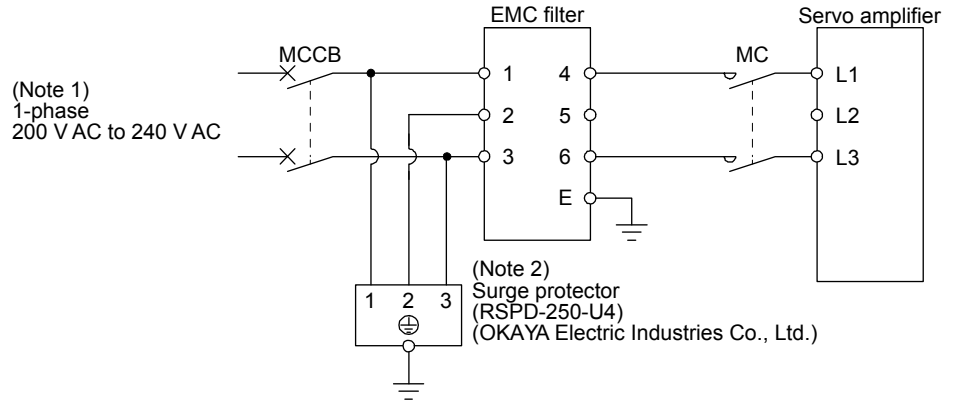 EMC filter
Servo amplifier
MCCB
MC
(Note 1)
1-phase
200 V AC to 240 V AC
1
4
L1
2
5
L2
3
6
L3
E
(Note 2)
Surge protector
(RSPD-250-U4)
(OKAYA Electric Industries Co., Ltd.)
1 2 3